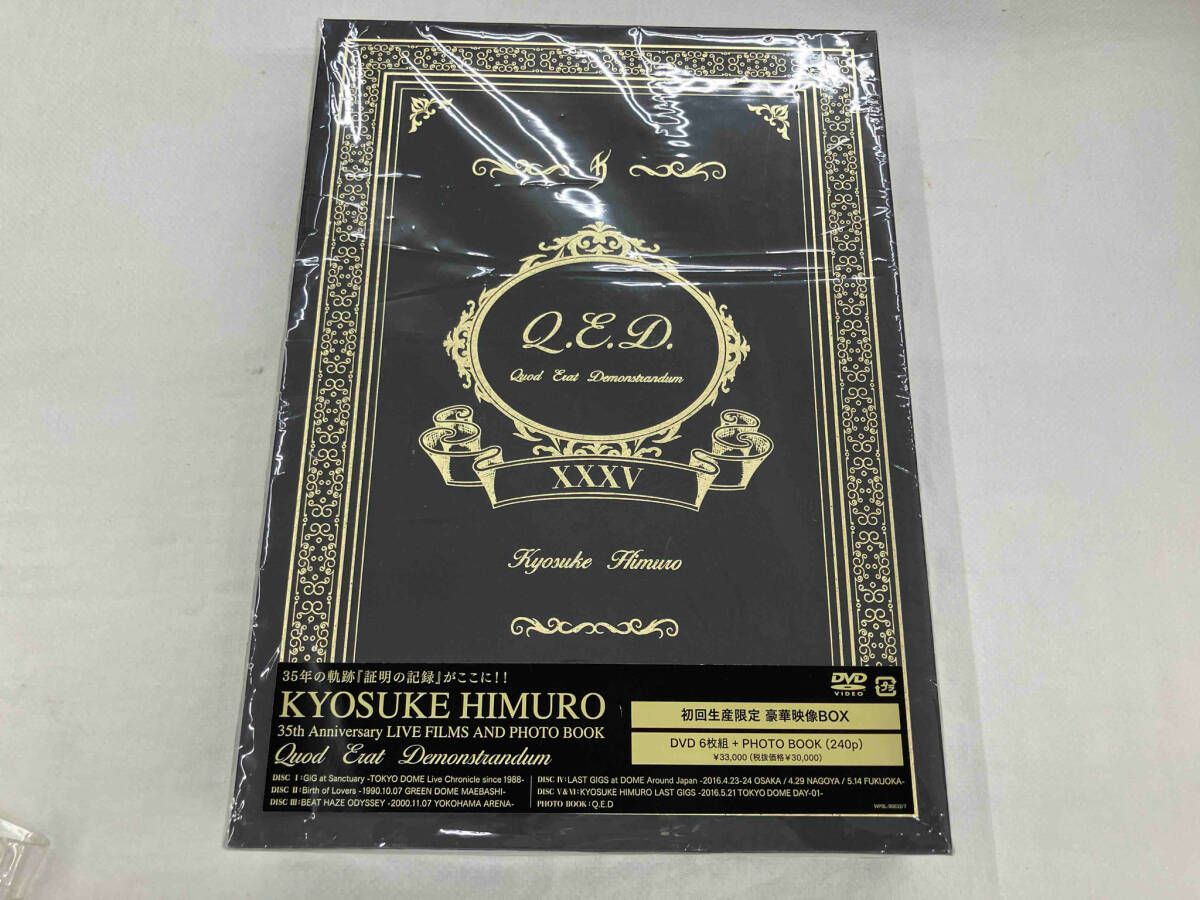 Q.E.D.
Quod Erat Demonstrandum
XXXV
Kyosuke Himuro
35年の軌跡『証明の記録』がここに!!
KYOSUKE HIMURO
35th Anniversary LIVE FILMS AND PHOTO BOOK
Quod Erat Demonstrandum
DVD
VIDEO
プラ
初回生産限定 豪華映像BOX
DVD 6枚組 + PHOTO BOOK (240p)
¥33,000 (税抜価格¥30,000)
DISC I:GiG at Sanctuary -TOKYO DOME Live Chronicle since 1988-
DISC II:Birth of Lovers -1990.10.07 GREEN DOME MAEBASHI-
DISC III:BEAT HAZE ODYSSEY -2000.11.07 YOKOHAMA ARENA-
DISC IV:LAST GIGS at DOME Around Japan -2016.4.23-24 OSAKA / 4.29 NAGOYA / 5.14 FUKUOKA-
DISC V&VI:KYOSUKE HIMURO LAST GIGS -2016.5.21 TOKYO DOME DAY-01-
PHOTO BOOK:Q.E.D